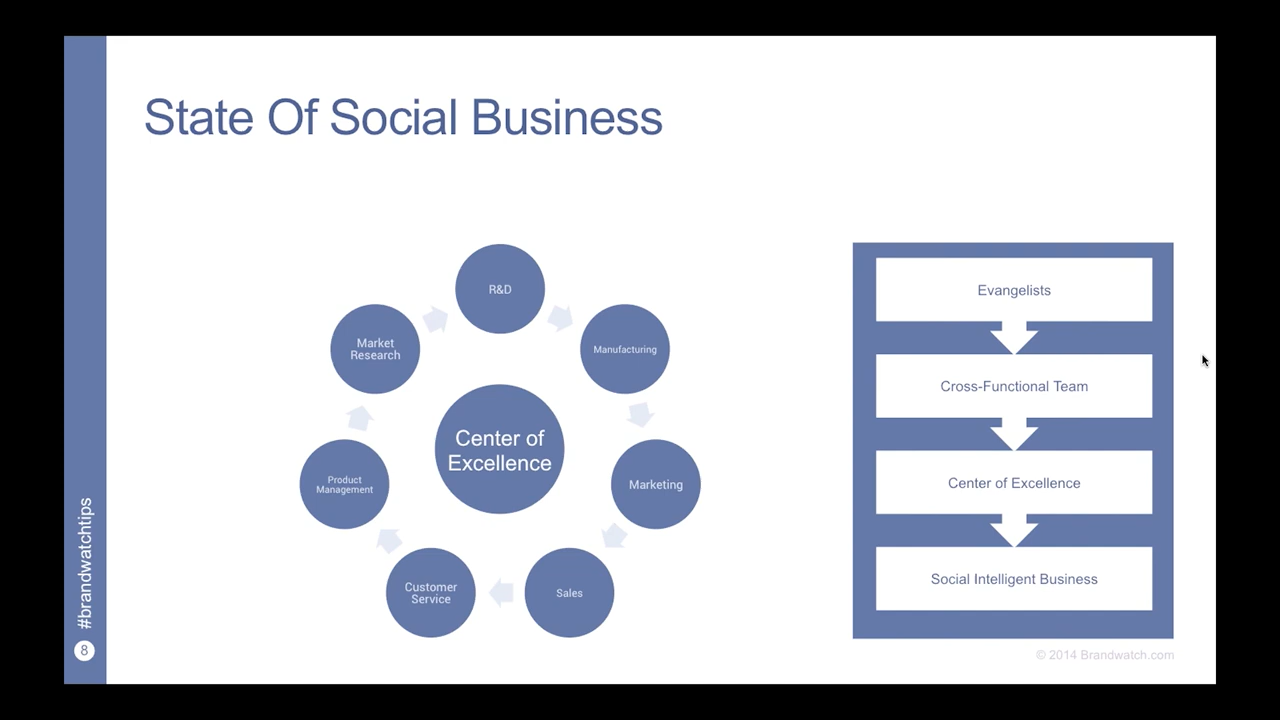 State Of Social Business
R&D
Manufacturing
Marketing
Sales
Customer
Service
Product
Management
Market
Research
Center of
Excellence
Evangelists
Cross-Functional Team
Center of Excellence
Social Intelligent Business
#brandwatchtips
8
© 2014 Brandwatch.com